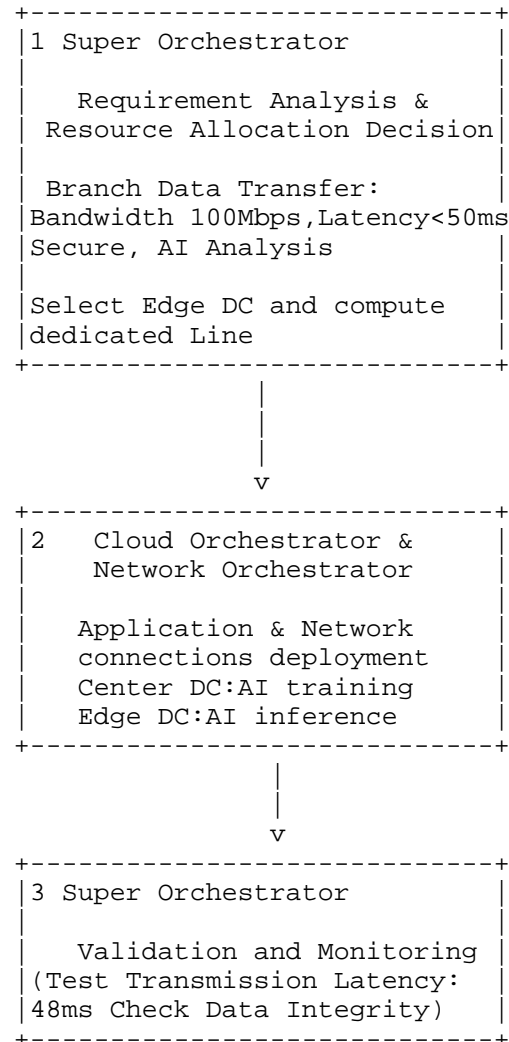 1 Super Orchestrator
Requirement Analysis &
Resource Allocation Decision
Branch Data Transfer:
Bandwidth 100Mbps,Latency<50ms
Secure, AI Analysis
Select Edge DC and compute
dedicated Line
v
2 Cloud Orchestrator &
Network Orchestrator
Application & Network
connections deployment
Center DC:AI training
Edge DC:AI inference
v
3 Super Orchestrator
Validation and Monitoring
(Test Transmission Latency:
48ms Check Data Integrity)